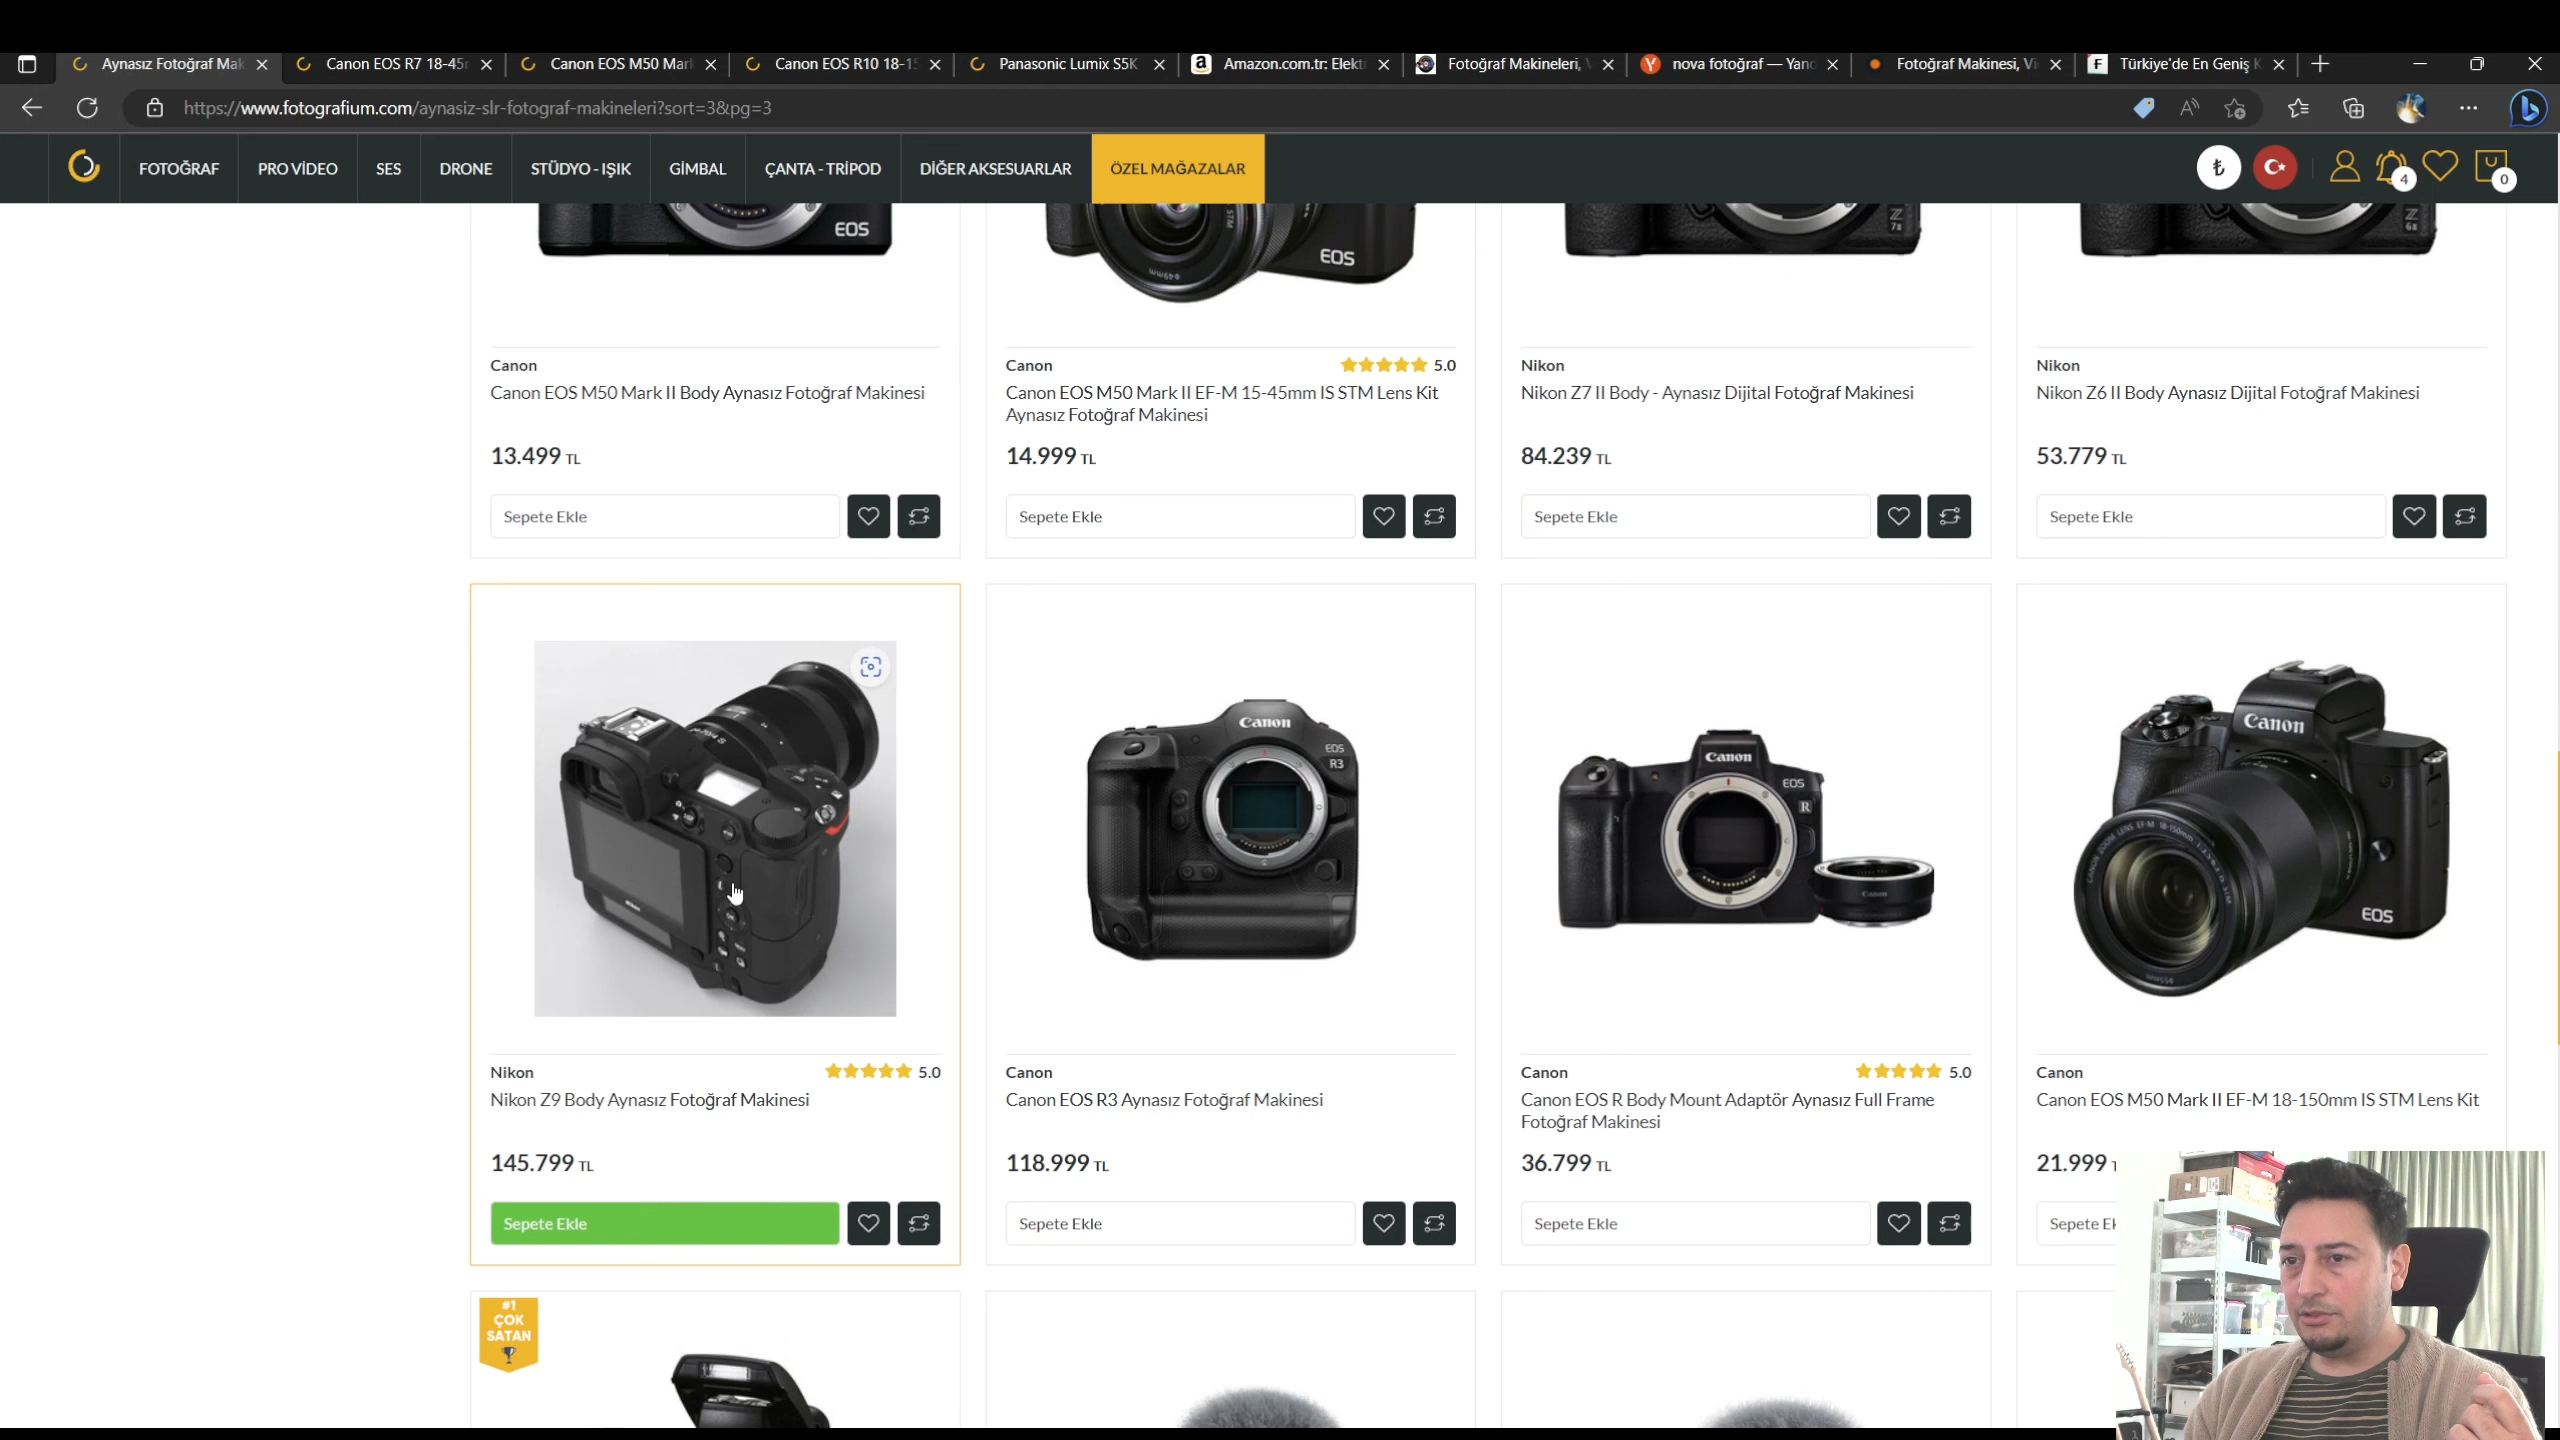 Aynasız Fotoğraf Mak
Canon EOS R7 18-45m
Canon EOS M50 Mark
Canon EOS R10 18-15
Panasonic Lumix S5K
Amazon.com.tr: Elekt
Fotoğraf Makineleri, V
nova fotoğraf — Yand
Fotoğraf Makinesi, Vi
Türkiye'de En Geniş K
https://www.fotografium.com/aynasiz-slr-fotograf-makineleri?sort=3&pg=3
FOTOĞRAF
PRO VİDEO
SES
DRONE
STÜDYO - IŞIK
GİMBAL
ÇANTA - TRİPOD
DİĞER AKSESUARLAR
ÖZEL MAĞAZALAR
₺
4
0
EOS
EOS
Canon
Canon EOS M50 Mark II Body Aynasız Fotoğraf Makinesi
13.499 TL
Sepete Ekle
Canon
5.0
Canon EOS M50 Mark II EF-M 15-45mm IS STM Lens Kit
Aynasız Fotoğraf Makinesi
14.999 TL
Sepete Ekle
Nikon
Nikon Z7 II Body - Aynasız Dijital Fotoğraf Makinesi
84.239 TL
Sepete Ekle
Nikon
Nikon Z6 II Body Aynasız Dijital Fotoğraf Makinesi
53.779 TL
Sepete Ekle
Canon
EOS
R3
Canon
EOS
R
Canon
EOS
Nikon
5.0
Nikon Z9 Body Aynasız Fotoğraf Makinesi
145.799 TL
Sepete Ekle
Canon
Canon EOS R3 Aynasız Fotoğraf Makinesi
118.999 TL
Sepete Ekle
Canon
5.0
Canon EOS R Body Mount Adaptör Aynasız Full Frame
Fotoğraf Makinesi
36.799 TL
Sepete Ekle
Canon
Canon EOS M50 Mark II EF-M 18-150mm IS STM Lens Kit
21.999
Sepete Ek
#1
ÇOK
SATAN